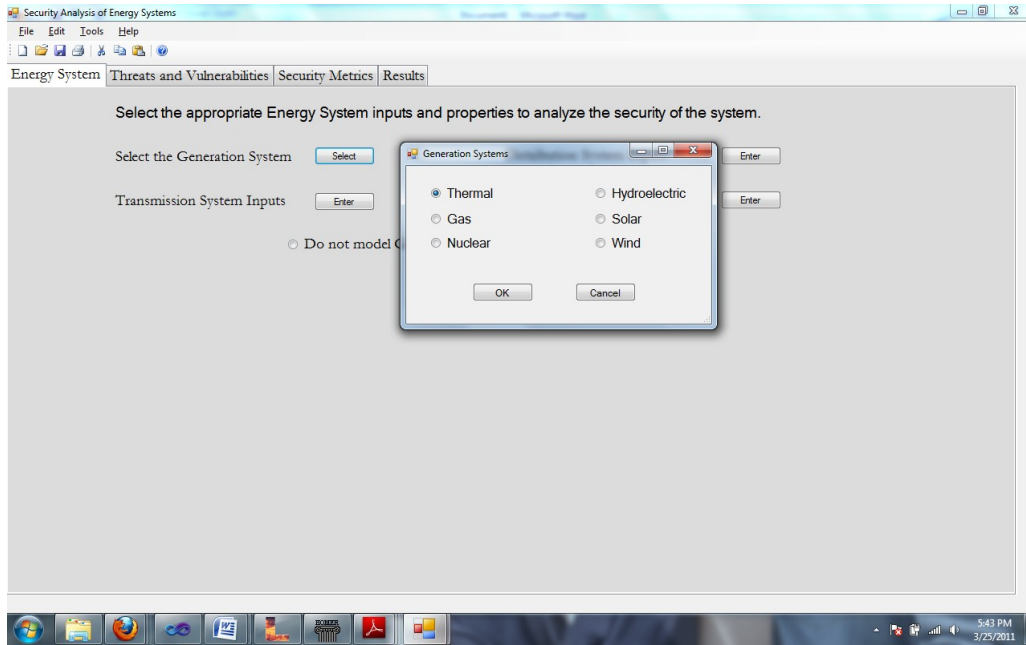 Security Analysis of Energy Systems
File Edit Tools Help
Energy System Threats and Vulnerabilities Security Metrics Results
Select the appropriate Energy System inputs and properties to analyze the security of the system.
Select the Generation System Select Enter
Transmission System Inputs Enter Enter
Do not model
Generation Systems
Thermal Hydroelectric
Gas Solar
Nuclear Wind
OK Cancel
5:43 PM
3/25/2011